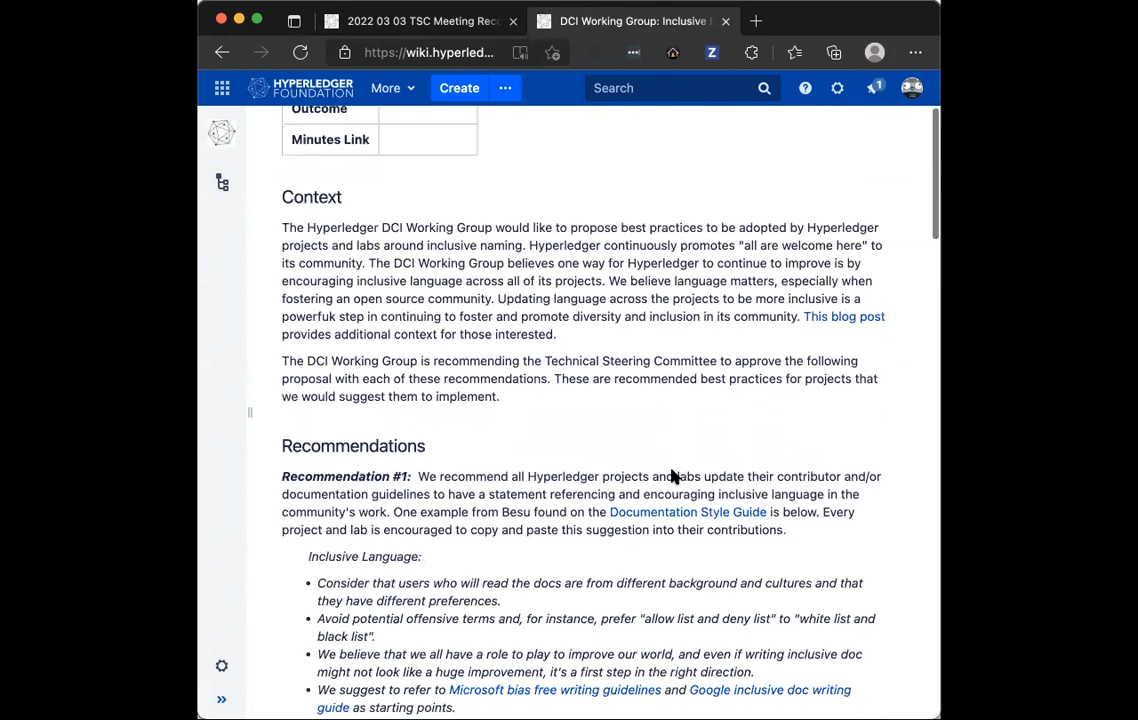 2022 03 03 TSC Meeting Reco
DCI Working Group: Inclusive L
https://wiki.hyperled...
HYPERLEDGER
FOUNDATION
More
Create
Search
1
Outcome
Minutes Link
Context
The Hyperledger DCI Working Group would like to propose best practices to be adopted by Hyperledger
projects and labs around inclusive naming. Hyperledger continuously promotes "all are welcome here" to
its community. The DCI Working Group believes one way for Hyperledger to continue to improve is by
encouraging inclusive language across all of its projects. We believe language matters, especially when
fostering an open source community. Updating language across the projects to be more inclusive is a
powerfuk step in continuing to foster and promote diversity and inclusion in its community. This blog post
provides additional context for those interested.
The DCI Working Group is recommending the Technical Steering Committee to approve the following
proposal with each of these recommendations. These are recommended best practices for projects that
we would suggest them to implement.
Recommendations
Recommendation #1: We recommend all Hyperledger projects and labs update their contributor and/or
documentation guidelines to have a statement referencing and encouraging inclusive language in the
community's work. One example from Besu found on the Documentation Style Guide is below. Every
project and lab is encouraged to copy and paste this suggestion into their contributions.
Inclusive Language:
• Consider that users who will read the docs are from different background and cultures and that
they have different preferences.
• Avoid potential offensive terms and, for instance, prefer "allow list and deny list" to "white list and
black list".
• We believe that we all have a role to play to improve our world, and even if writing inclusive doc
might not look like a huge improvement, it's a first step in the right direction.
• We suggest to refer to Microsoft bias free writing guidelines and Google inclusive doc writing
guide as starting points.